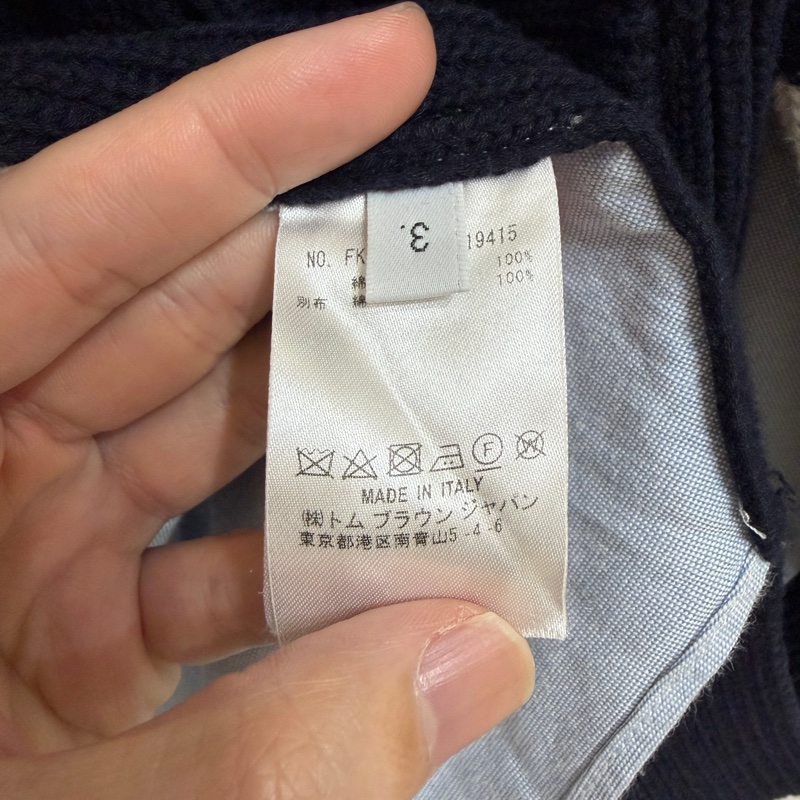 3.
NO. FK 19415
綿 100%
別布 綿 100%
F W
MADE IN ITALY
㈱トム ブラウン ジャパン
東京都港区南青山5-4-6